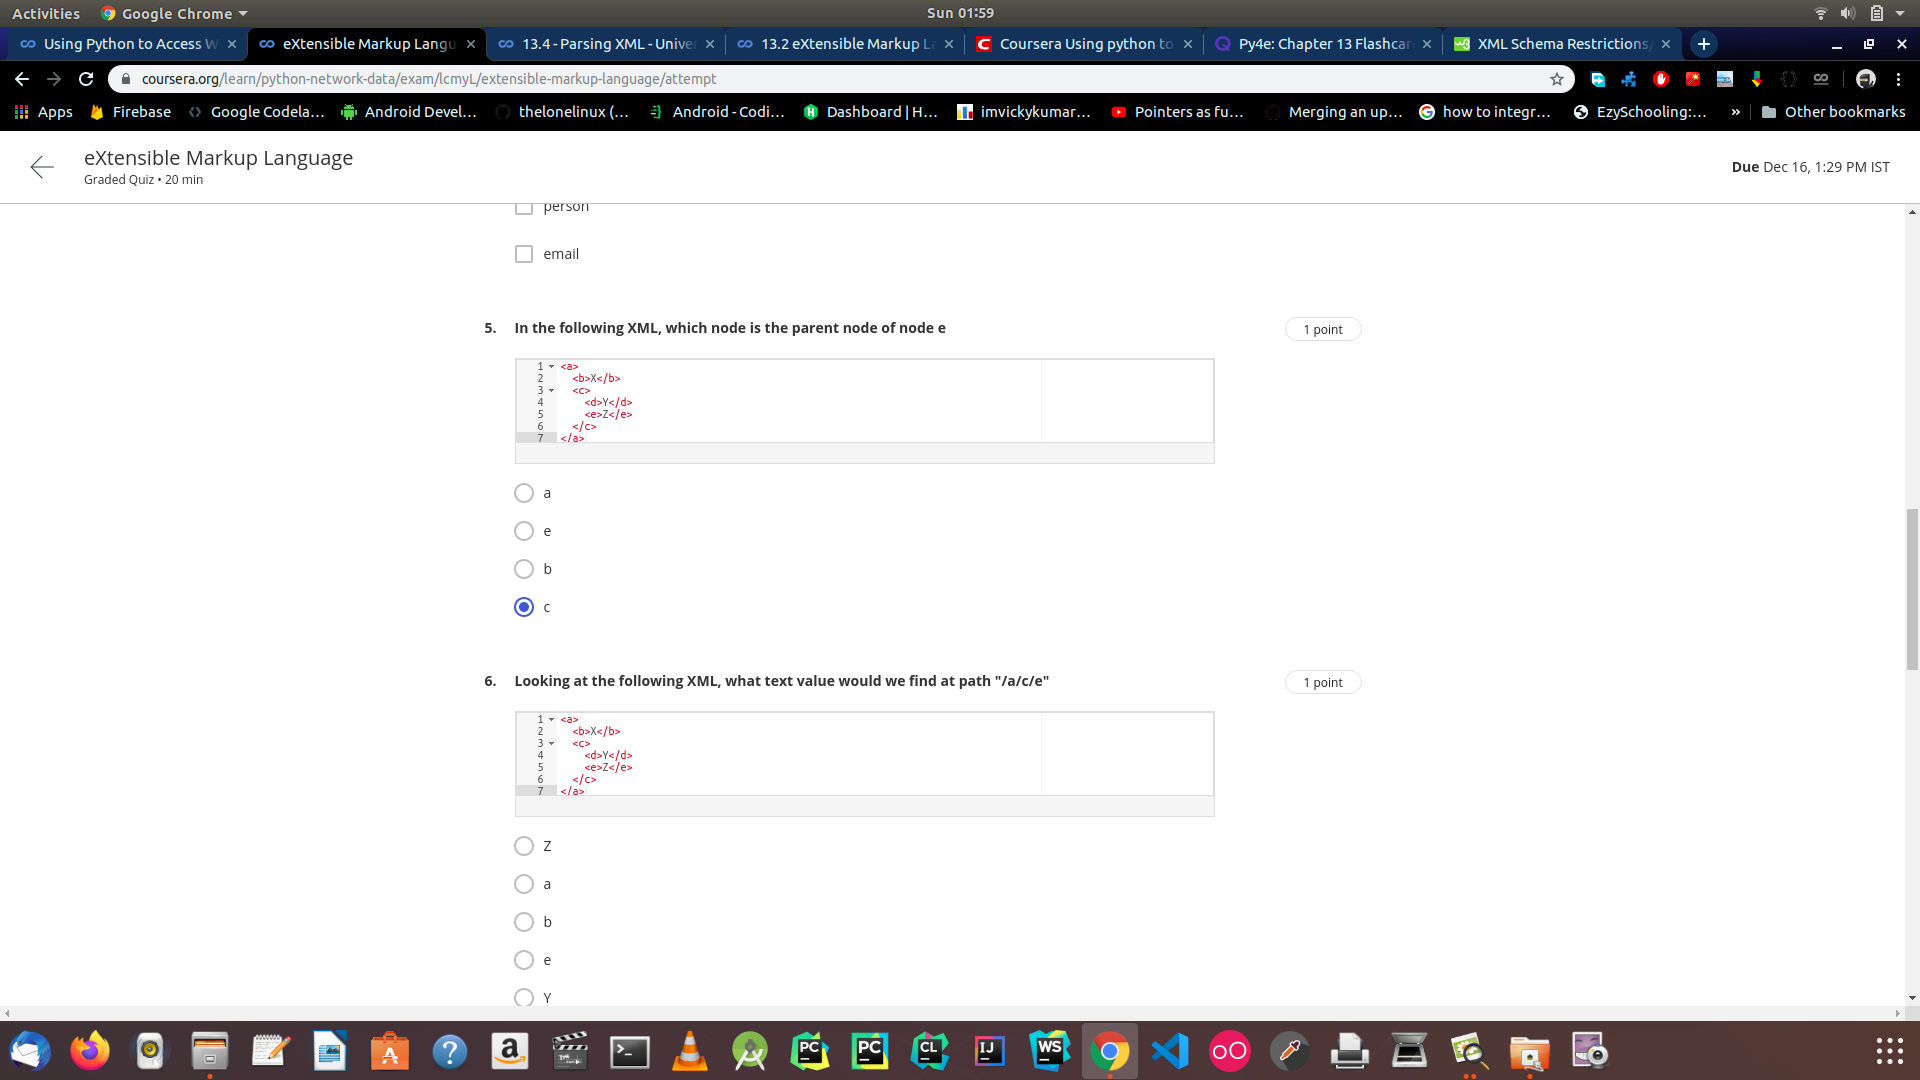 Activities Google Chrome Sun 01:59
Using Python to Access W
eXtensible Markup Langu
13.4 - Parsing XML - Unive
13.2 eXtensible Markup La
Coursera Using python to
Py4e: Chapter 13 Flashcar
XML Schema Restrictions
coursera.org/learn/python-network-data/exam/lcmyL/extensible-markup-language/attempt
Apps Firebase Google Codela... Android Devel... thelonelinux (... Android - Codi... Dashboard | H... imvickykumar... Pointers as fu... Merging an up... how to integr... EzySchooling:... » Other bookmarks
eXtensible Markup Language
Graded Quiz • 20 min
Due Dec 16, 1:29 PM IST
person
email
5. In the following XML, which node is the parent node of node e
1 point
1 <a>
2 <b>X</b>
3 <c>
4 <d>Y</d>
5 <e>Z</e>
6 </c>
7 </a>
a
e
b
c
6. Looking at the following XML, what text value would we find at path "/a/c/e"
1 point
1 <a>
2 <b>X</b>
3 <c>
4 <d>Y</d>
5 <e>Z</e>
6 </c>
7 </a>
Z
a
b
e
Y